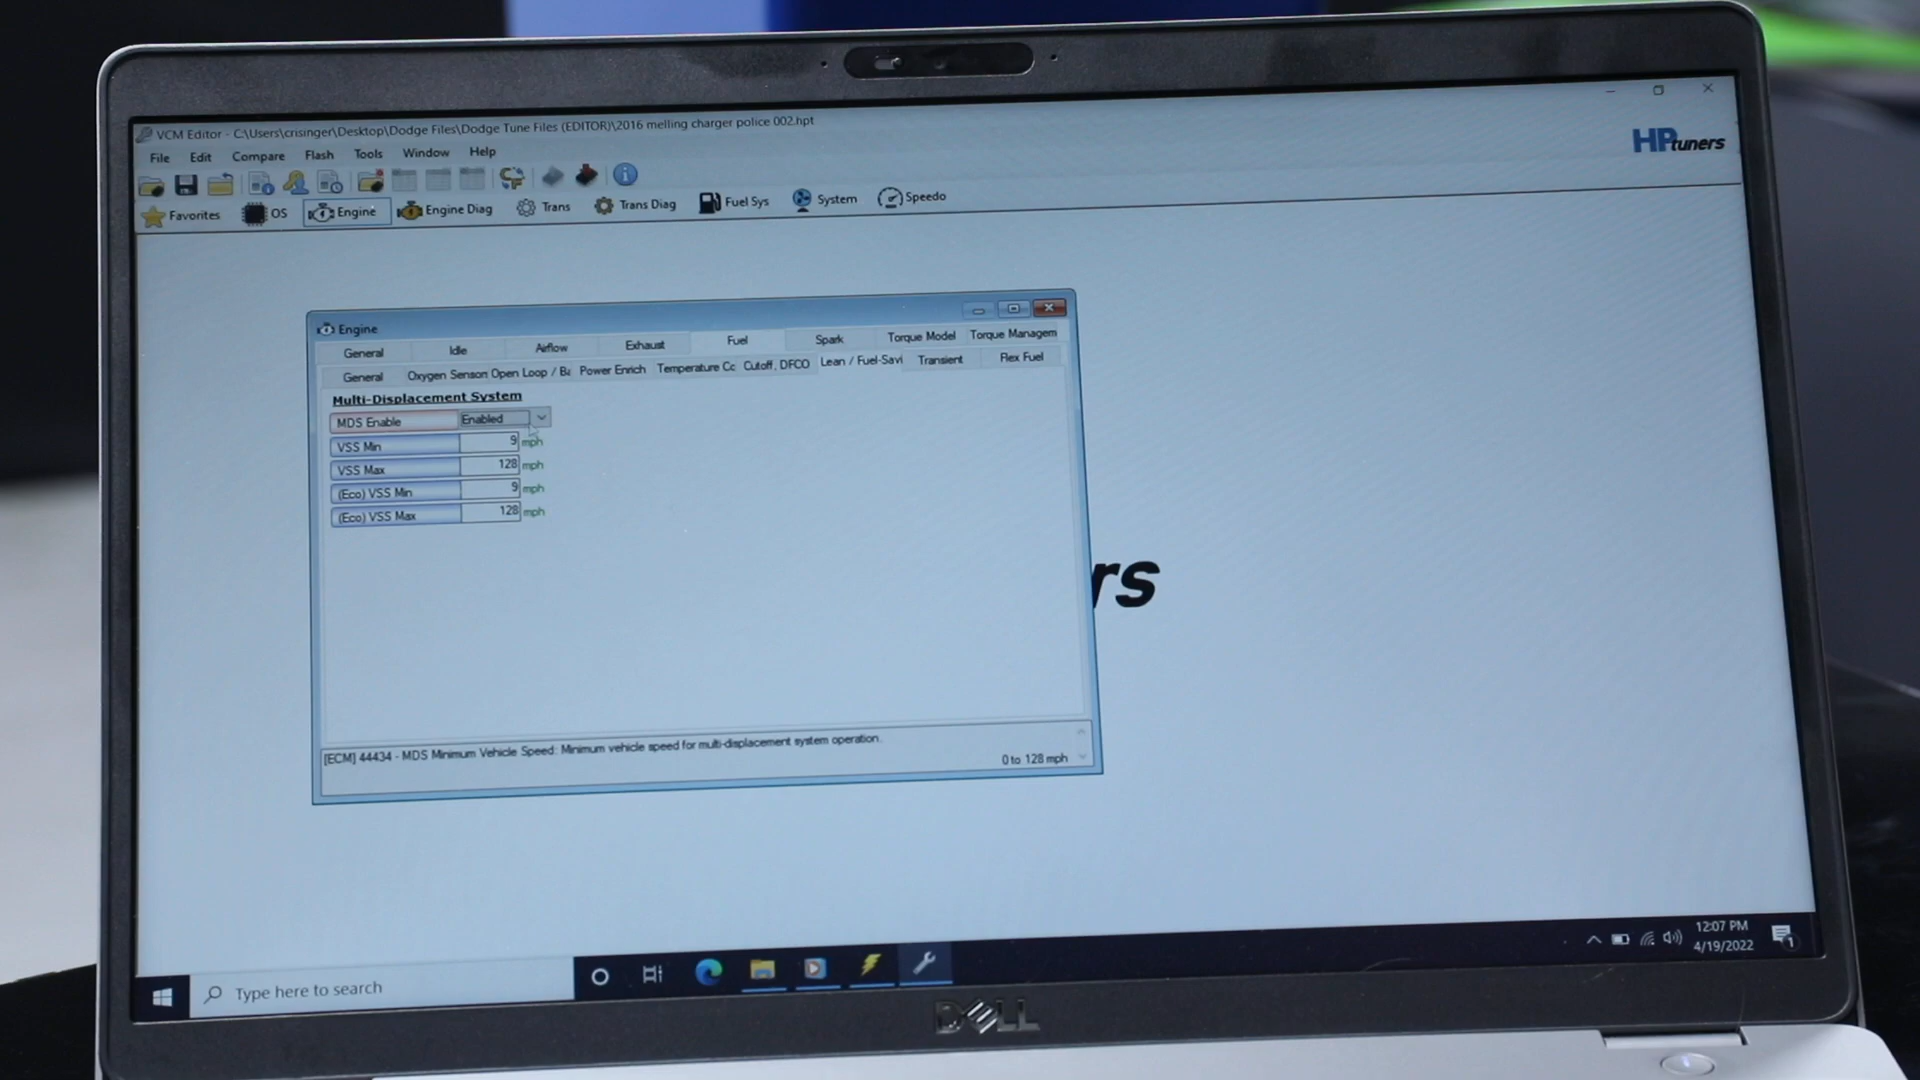 VCM Editor - C:\Users\crisinger\Desktop\Dodge Files\Dodge Tune Files (EDITOR)\2016 melling charger police 002.hpt
HPtuners
File Edit Compare Flash Tools Window Help
Favorites OS Engine Engine Diag Trans Trans Diag Fuel Sys System Speedo
Engine
General Idle Airflow Exhaust Fuel Spark Torque Model Torque Managem
General Oxygen Sensor Open Loop / Ba Power Enrich Temperature Cc Cutoff, DFCO Lean / Fuel-Savi Transient Flex Fuel
Multi-Displacement System
MDS Enable Enabled
VSS Min 9 mph
VSS Max 128 mph
(Eco) VSS Min 9 mph
(Eco) VSS Max 128 mph
rs
[ECM] 44434 - MDS Minimum Vehicle Speed: Minimum vehicle speed for multi-displacement system operation.
0 to 128 mph
Type here to search
12:07 PM
4/19/2022
1
DELL